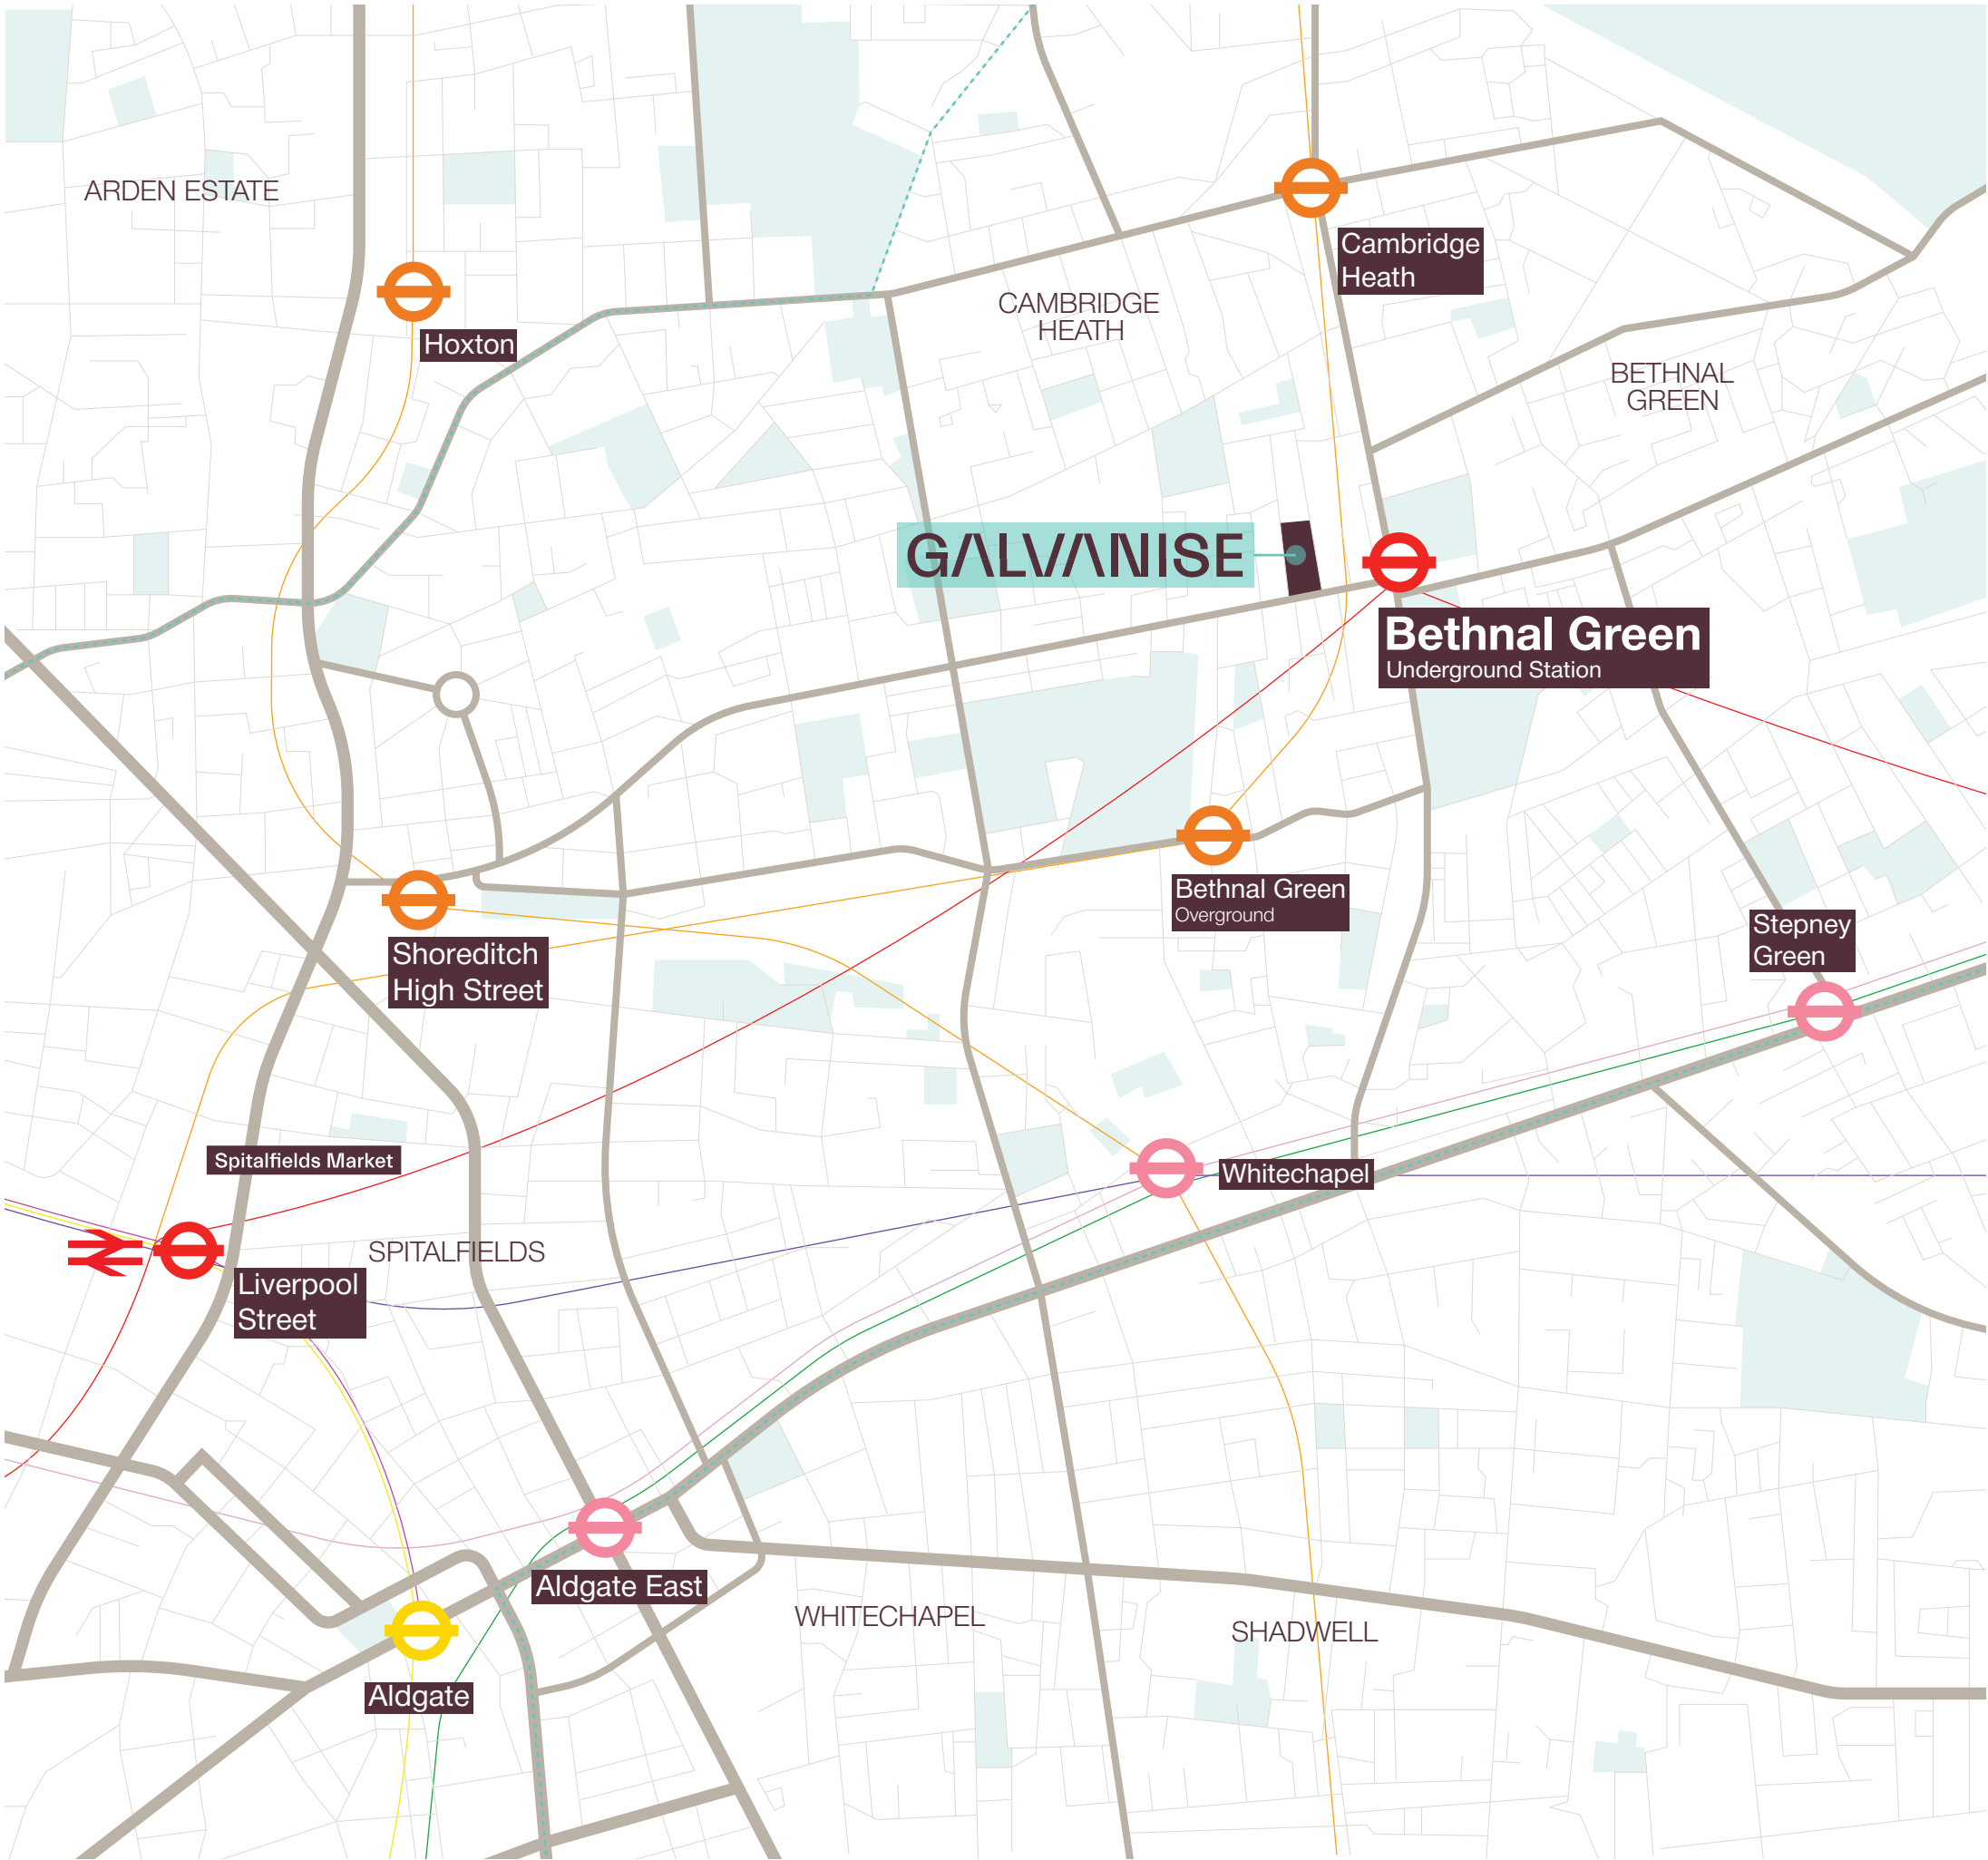 ARDEN ESTATE
Cambridge
Heath
CAMBRIDGE
HEATH
Hoxton
BETHNAL
GREEN
GALVANISE
Bethnal Green
Underground Station
Bethnal Green
Overground
Stepney
Green
Shoreditch
High Street
Spitalfields Market
Whitechapel
SPITALFIELDS
Liverpool
Street
Aldgate East
WHITECHAPEL
SHADWELL
Aldgate